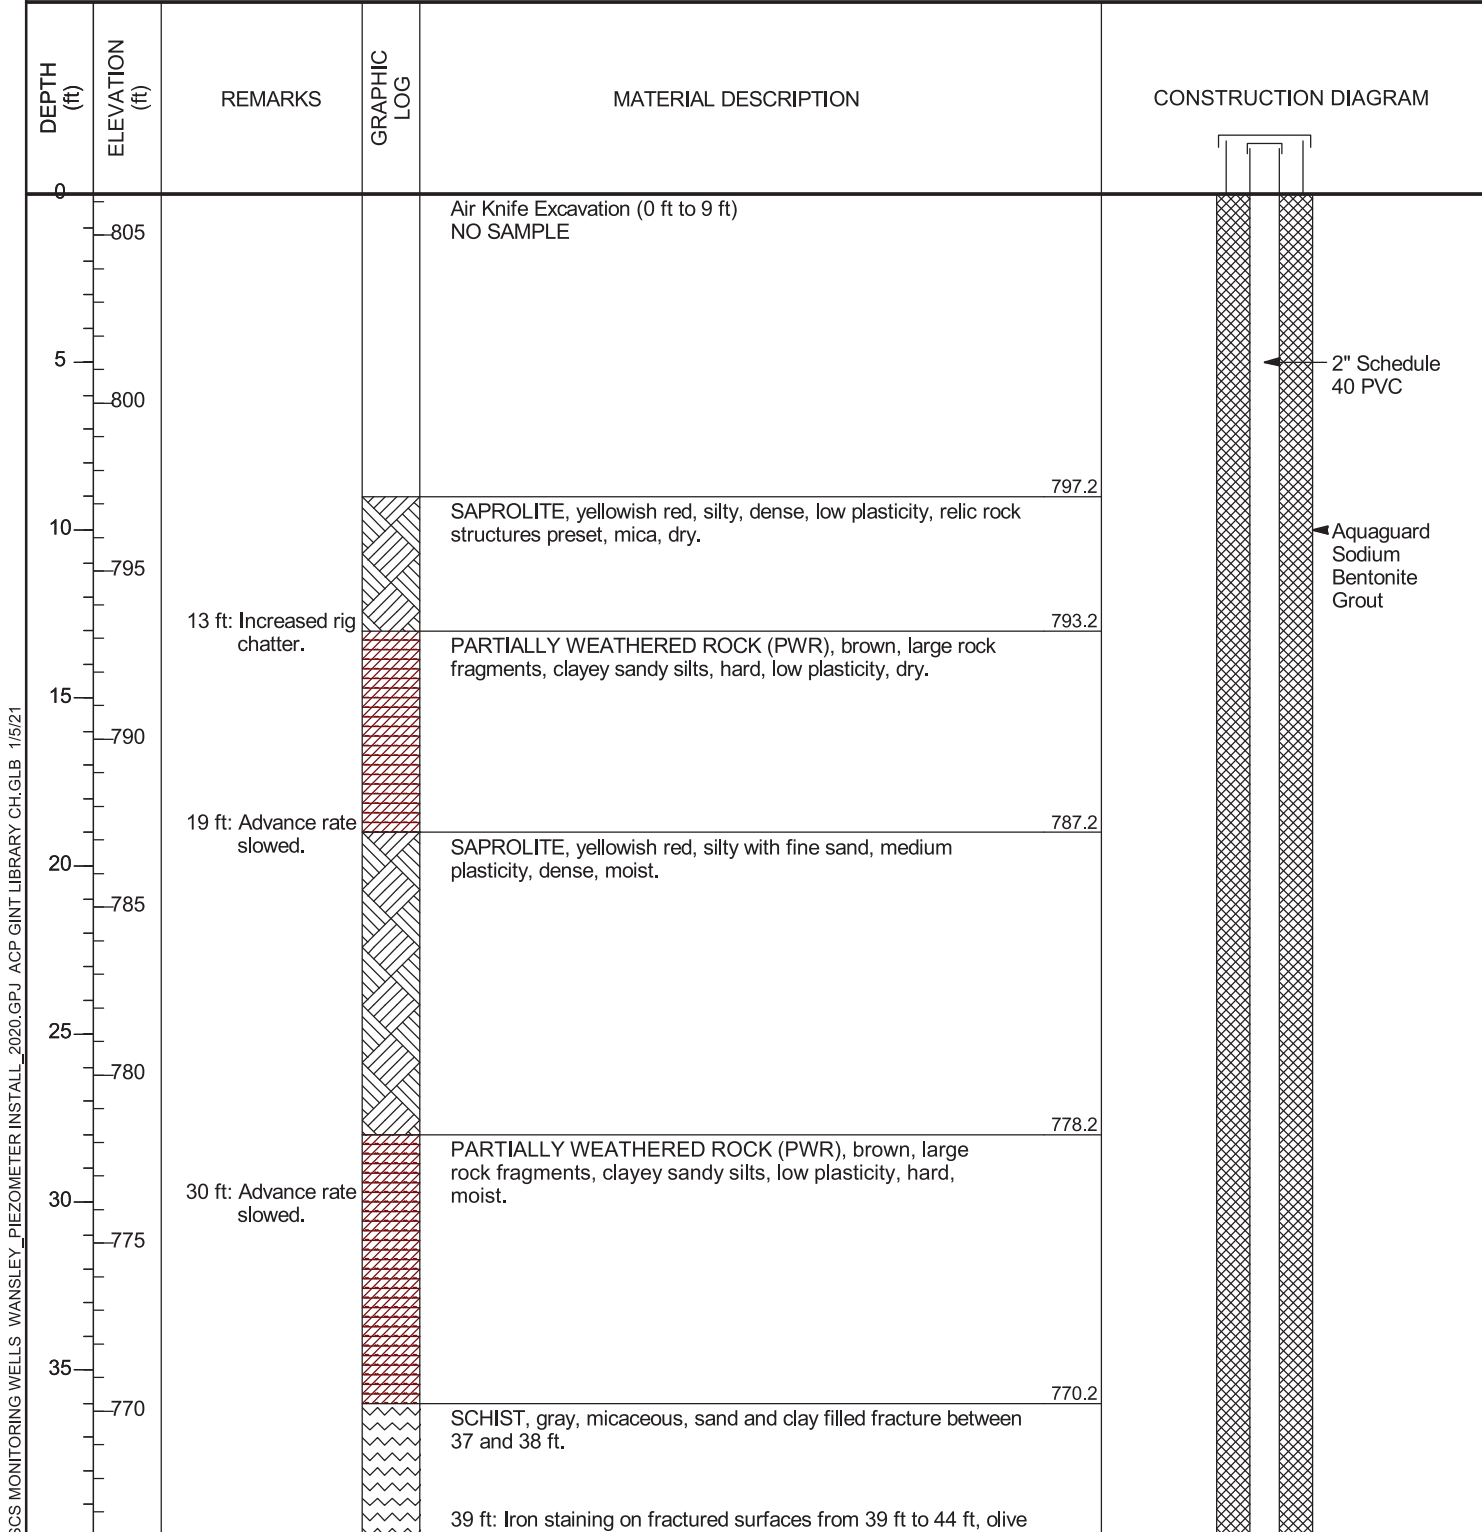 DEPTH
(ft)
ELEVATION
(ft)
REMARKS
GRAPHIC
LOG
MATERIAL DESCRIPTION
CONSTRUCTION DIAGRAM
0
Air Knife Excavation (0 ft to 9 ft)
NO SAMPLE
805
5
2" Schedule
40 PVC
800
797.2
SAPROLITE, yellowish red, silty, dense, low plasticity, relic rock
structures preset, mica, dry.
10
Aquaguard
Sodium
Bentonite
Grout
795
13 ft: Increased rig
chatter.
793.2
PARTIALLY WEATHERED ROCK (PWR), brown, large rock
fragments, clayey sandy silts, hard, low plasticity, dry.
15
790
19 ft: Advance rate
slowed.
787.2
SAPROLITE, yellowish red, silty with fine sand, medium
plasticity, dense, moist.
20
785
25
780
778.2
PARTIALLY WEATHERED ROCK (PWR), brown, large
rock fragments, clayey sandy silts, low plasticity, hard,
moist.
30 ft: Advance rate
slowed.
30
775
35
770.2
770
SCHIST, gray, micaceous, sand and clay filled fracture between
37 and 38 ft.
39 ft: Iron staining on fractured surfaces from 39 ft to 44 ft, olive
SCS MONITORING WELLS WANSLEY_PIEZOMETER INSTALL_2020.GPJ ACP GINT LIBRARY CH.GLB 1/5/21